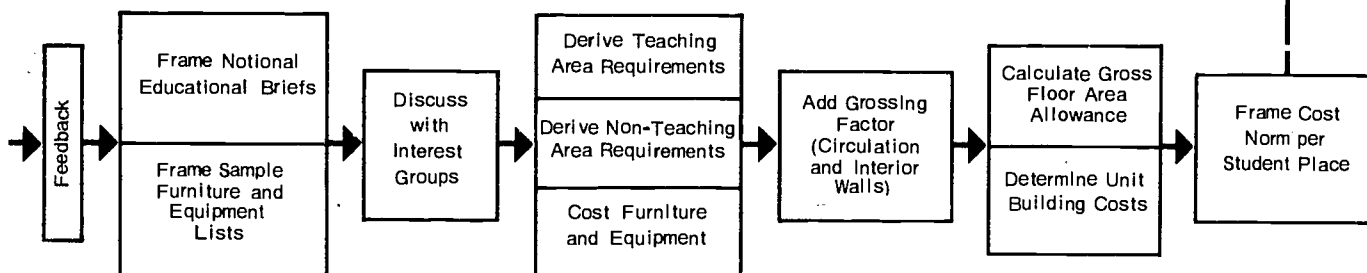 Feedback
Frame Notional
Educational Briefs
Frame Sample
Furniture and
Equipment
Lists
Discuss
with
Interest
Groups
Derive Teaching
Area Requirements
Derive Non-Teaching
Area Requirements
Cost Furniture
and Equipment
Add Grossing
Factor
(Circulation
and Interior
Walls)
Calculate Gross
Floor Area
Allowance
Determine Unit
Building Costs
Frame Cost
Norm per
Student Place